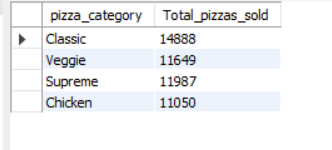 pizza_category Total_pizzas_sold
Classic 14888
Veggie 11649
Supreme 11987
Chicken 11050